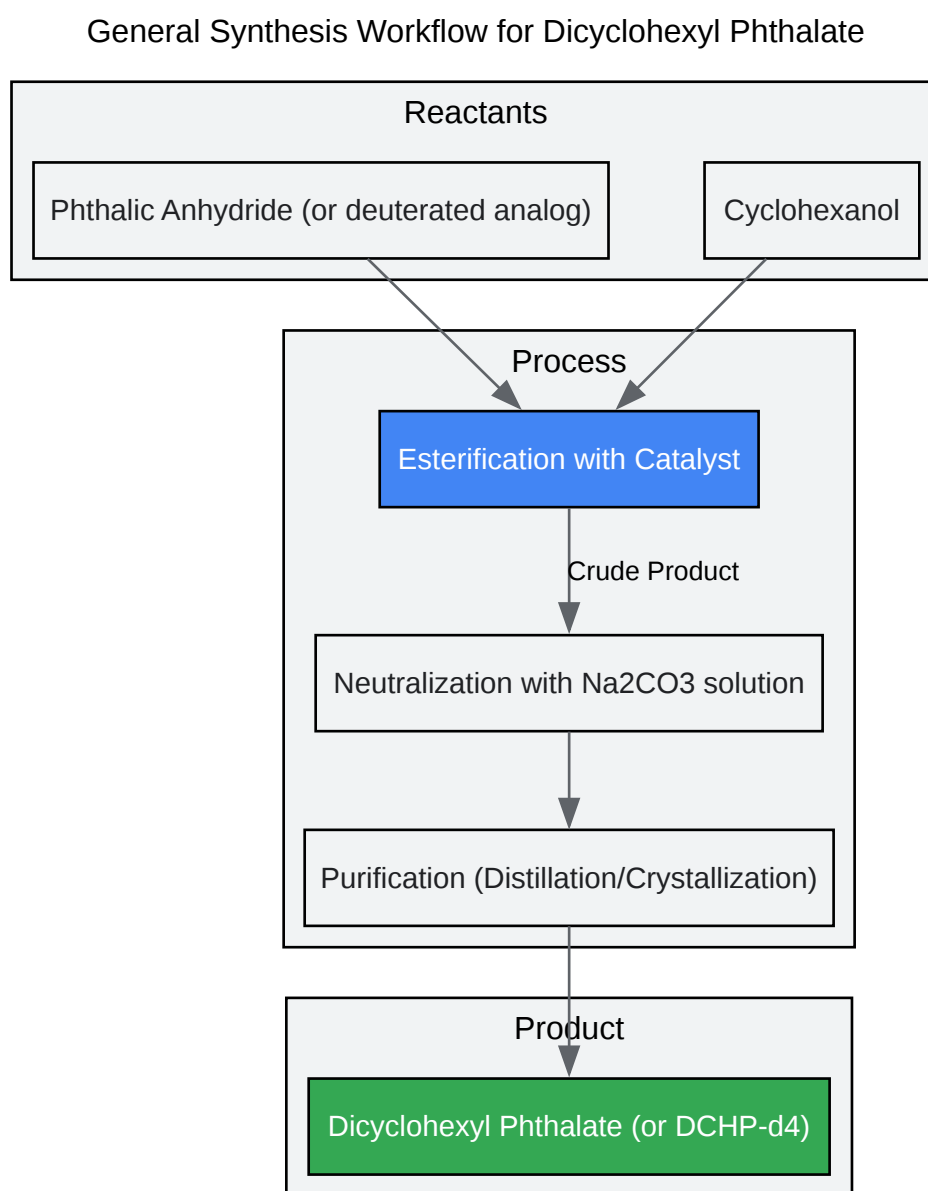 General Synthesis Workflow for Dicyclohexyl Phthalate
Reactants
Phthalic Anhydride (or deuterated analog)
Cyclohexanol
Process
Esterification with Catalyst
Crude Product
Neutralization with Na2CO3 solution
Purification (Distillation/Crystallization)
Product
Dicyclohexyl Phthalate (or DCHP-d4)